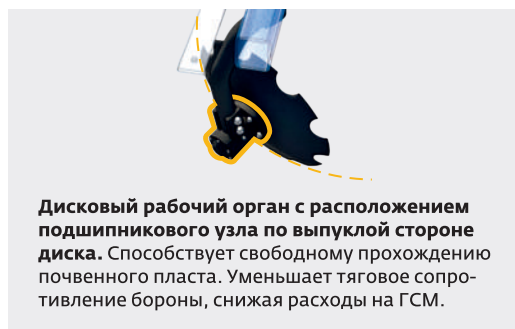 Дисковый рабочий орган с расположением
подшипникового узла по выпуклой стороне
диска. Способствует свободному прохождению
почвенного пласта. Уменьшает тяговое сопро-
тивление бороны, снижая расходы на ГСМ.